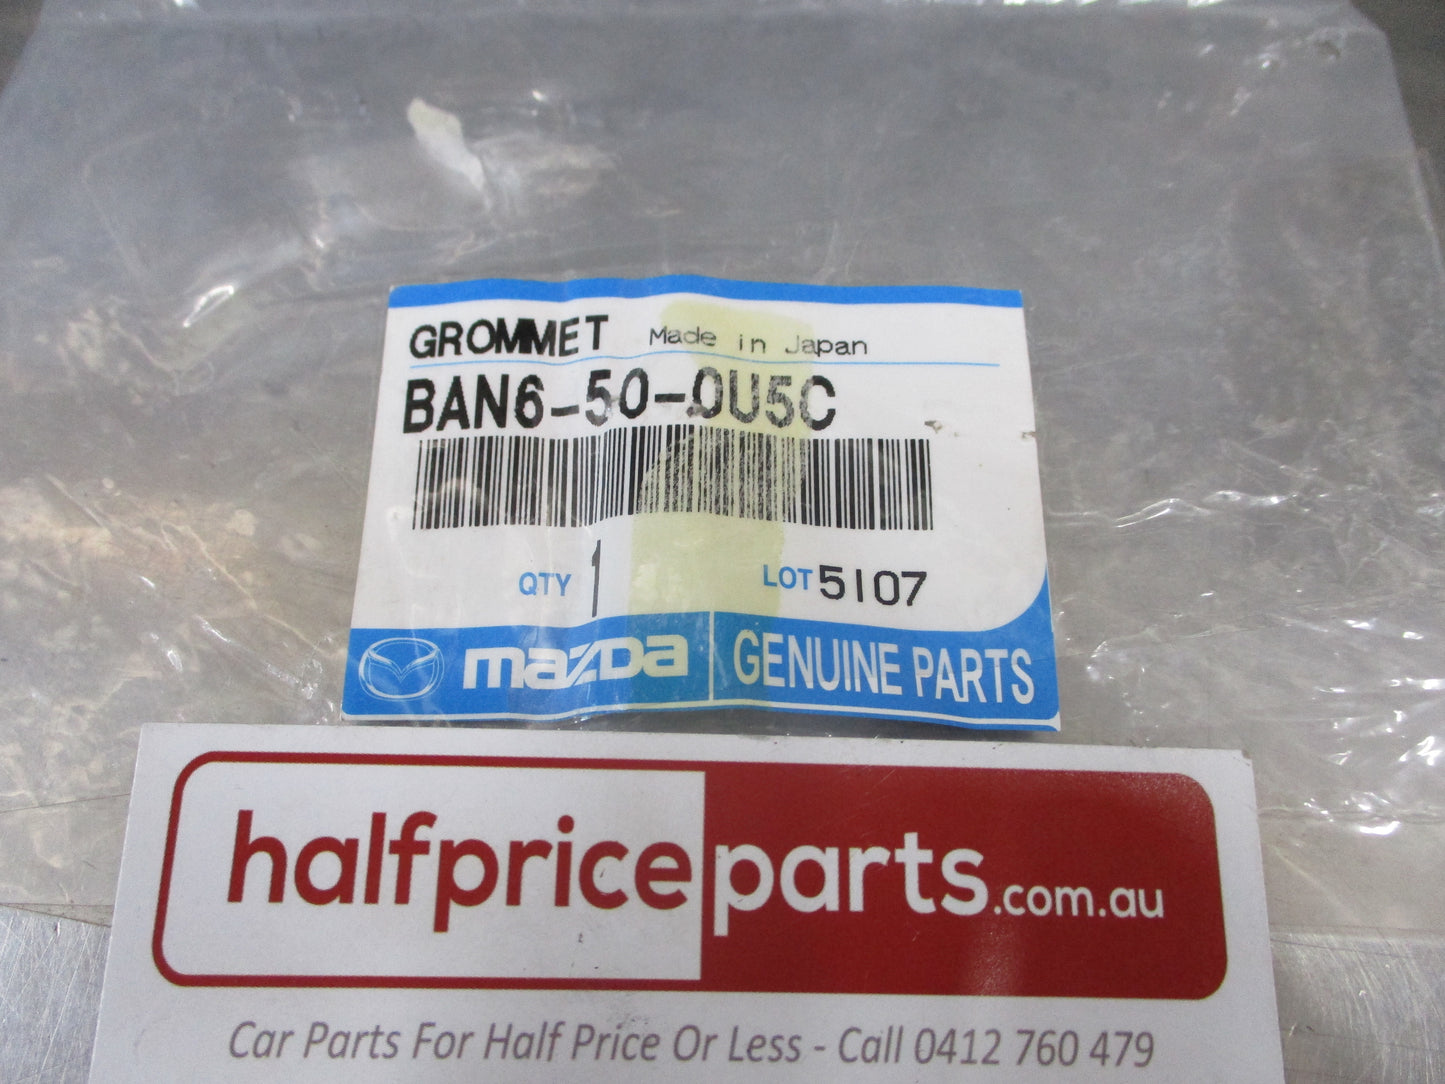 GROMMET Made in Japan
BAN6-50-0U5C
QTY 1 LOT 5107
mazDa GENUINE PARTS
halfpriceparts.com.au
Car Parts For Half Price Or Less - Call 0412 760 479